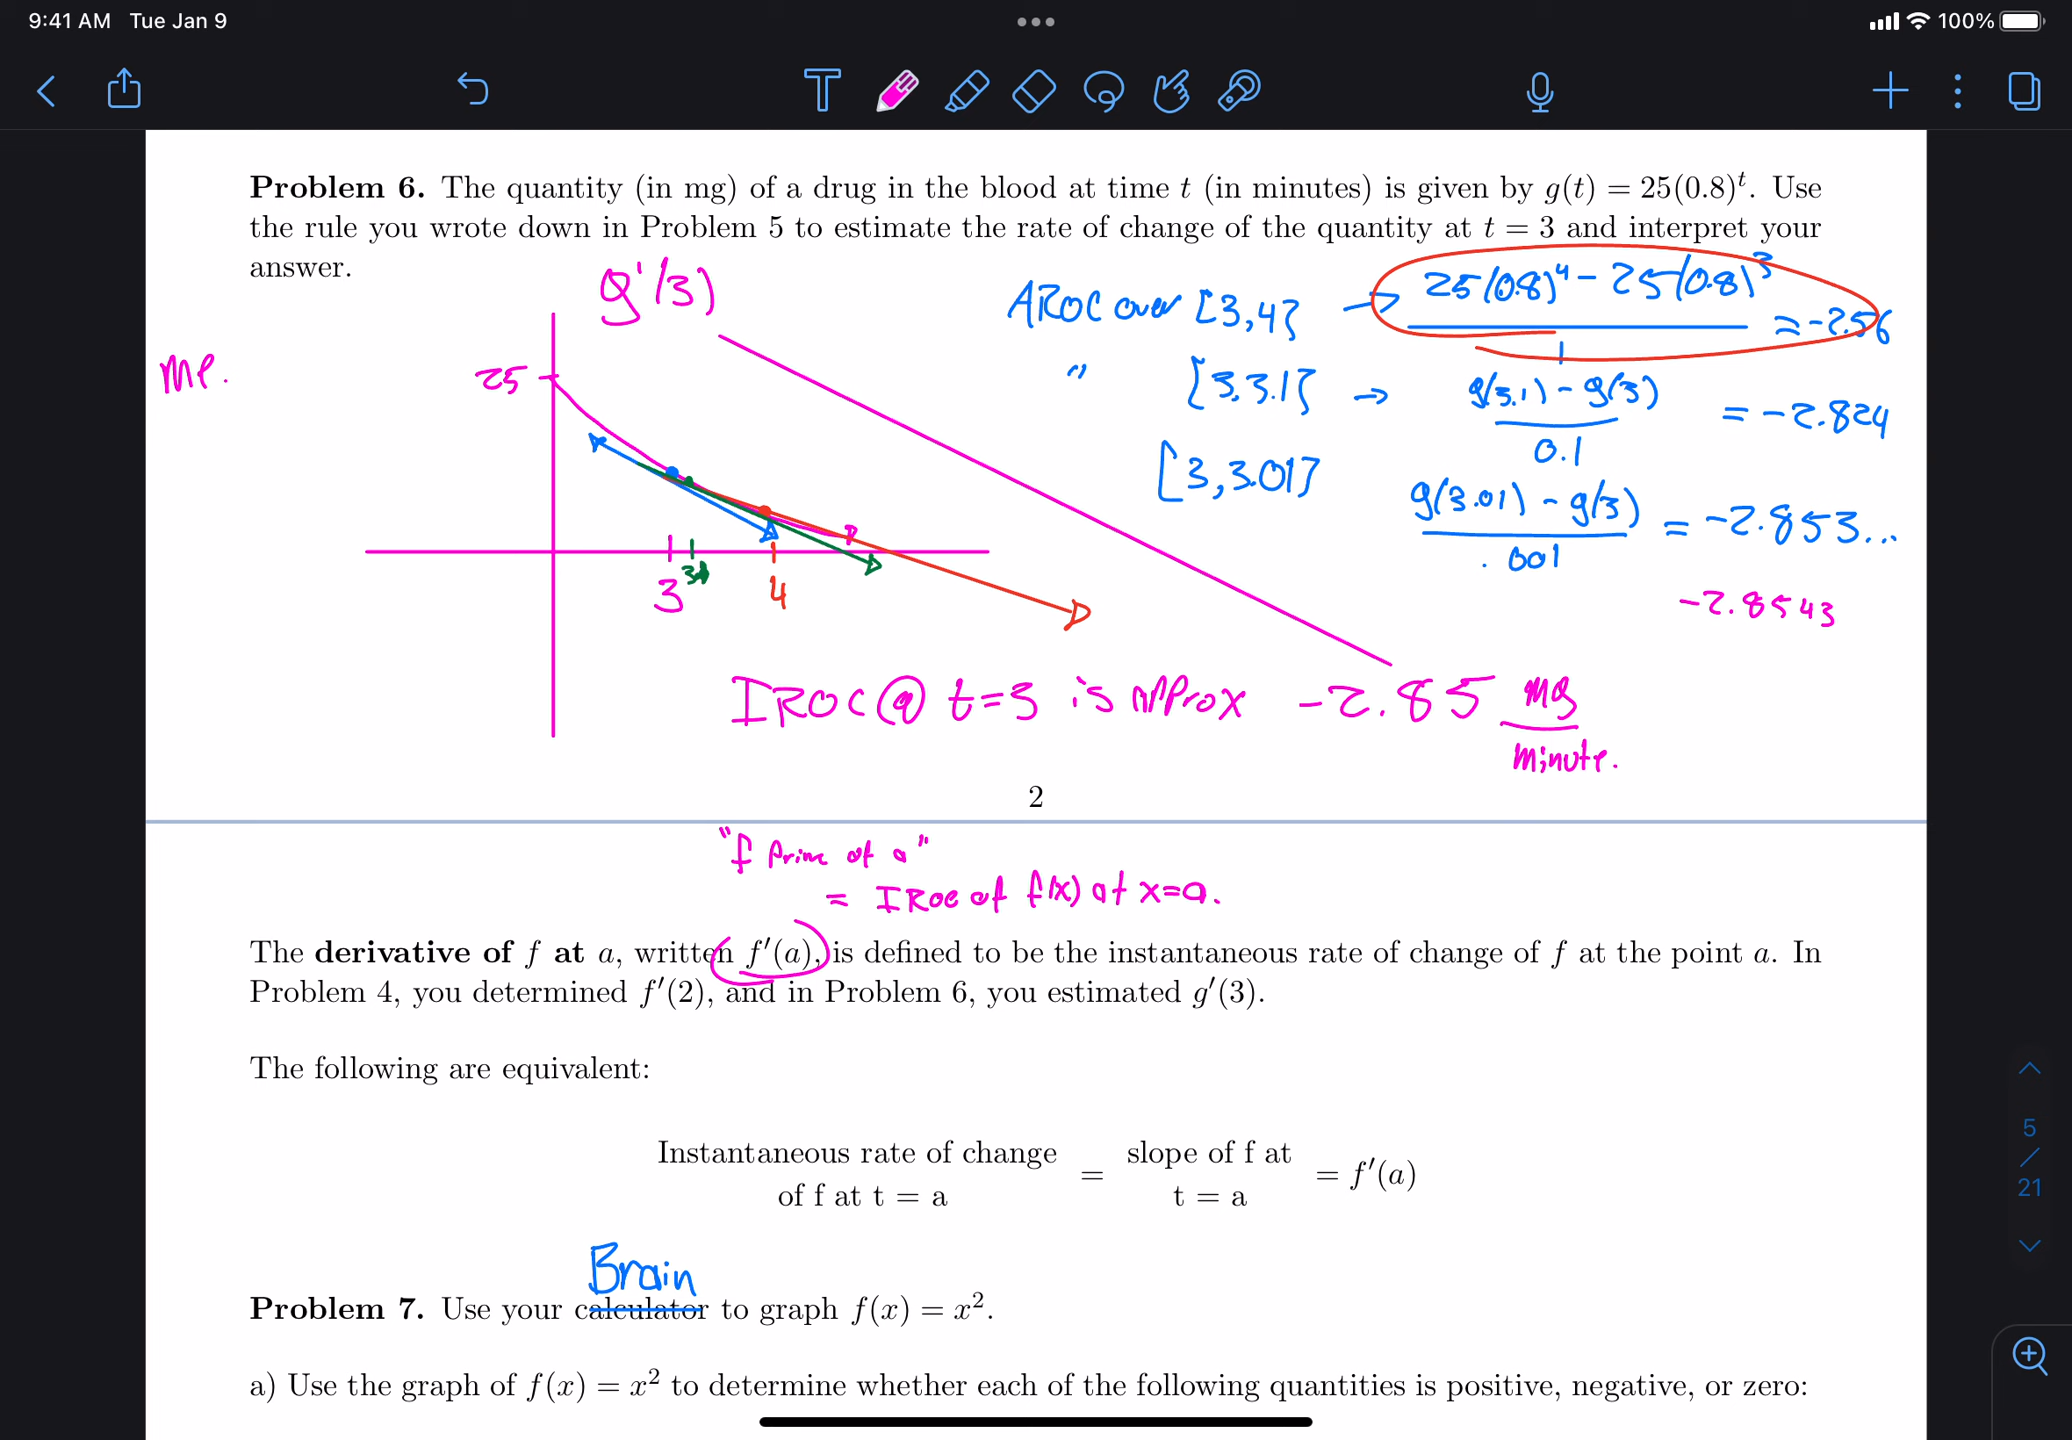 9:41 AM Tue Jan 9
100%
Problem 6. The quantity (in mg) of a drug in the blood at time t (in minutes) is given by g(t) = 25(0.8)^t. Use
the rule you wrote down in Problem 5 to estimate the rate of change of the quantity at t = 3 and interpret your
answer.
g'(3)
AROC over [3,4] → 25(0.8)^4 - 25(0.8)^3 / 1 = -2.56
me.
25
" [3,3.1] → g(3.1) - g(3) / 0.1 = -2.824
[3,3.01] g(3.01) - g(3) / .001 = -2.853...
3 4
-2.8543
IROC @ t=3 is approx -2.85 mg
minute.
2
"f prime of a"
= IROC of f(x) at x=a.
The derivative of f at a, written f′(a), is defined to be the instantaneous rate of change of f at the point a. In
Problem 4, you determined f′(2), and in Problem 6, you estimated g′(3).
The following are equivalent:
Instantaneous rate of change of f at t = a = slope of f at t = a = f′(a)
5
/
21
Brain
Problem 7. Use your calculator to graph f(x) = x².
a) Use the graph of f(x) = x² to determine whether each of the following quantities is positive, negative, or zero: